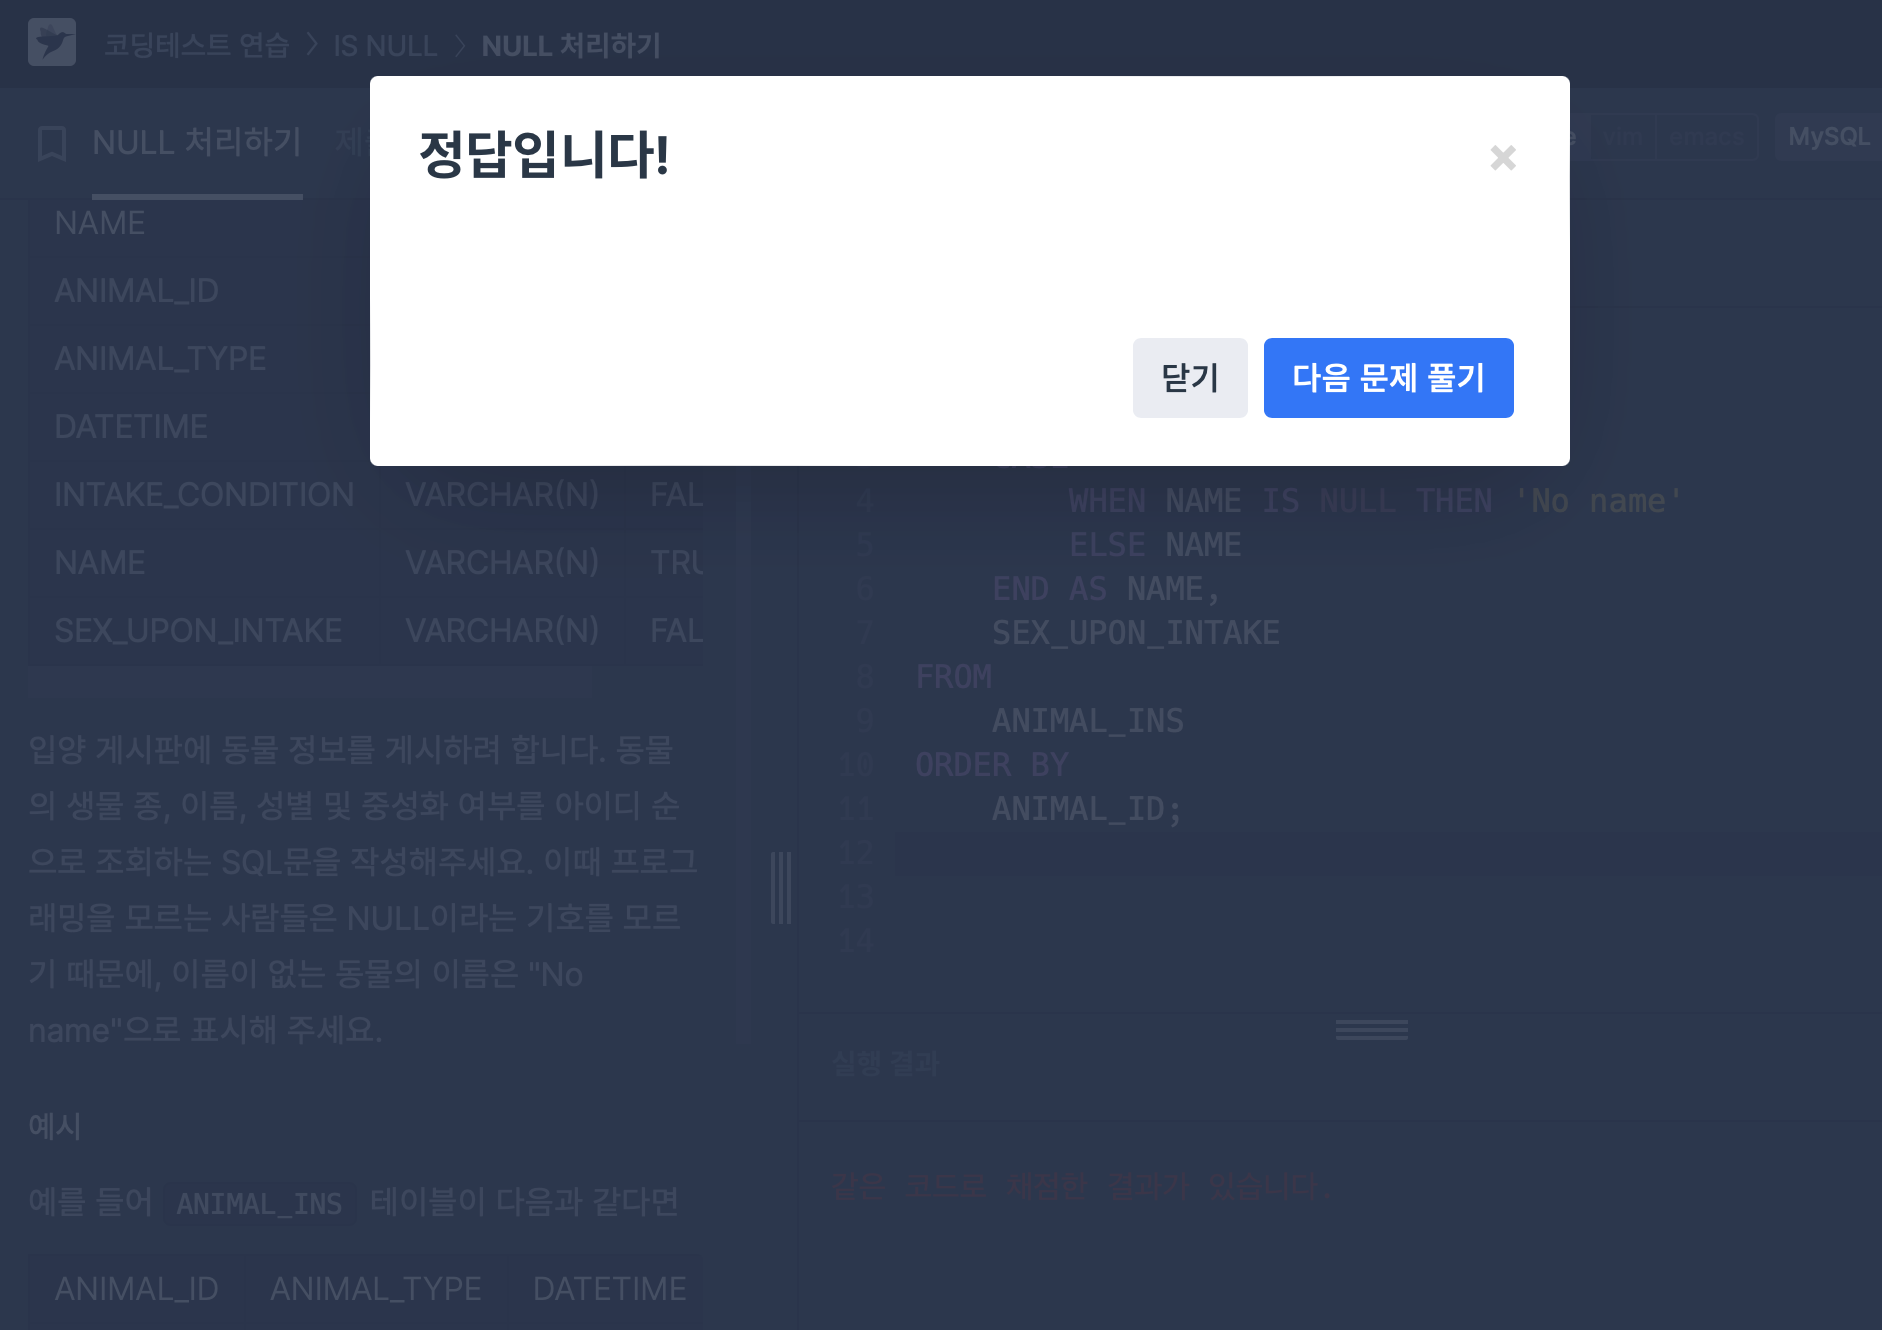 코딩테스트 연습 > IS NULL > NULL 처리하기
NULL 처리하기
vim emacs MySQL
정답입니다!
×
닫기 다음 문제 풀기
NAME
ANIMAL_ID
ANIMAL_TYPE
DATETIME
INTAKE_CONDITION VARCHAR(N) FAL
NAME VARCHAR(N) TRU
SEX_UPON_INTAKE VARCHAR(N) FAL
입양 게시판에 동물 정보를 게시하려 합니다. 동물
의 생물 종, 이름, 성별 및 중성화 여부를 아이디 순
으로 조회하는 SQL문을 작성해주세요. 이때 프로그
래밍을 모르는 사람들은 NULL이라는 기호를 모르
기 때문에, 이름이 없는 동물의 이름은 "No
name"으로 표시해 주세요.
예시
예를 들어 ANIMAL_INS 테이블이 다음과 같다면
ANIMAL_ID ANIMAL_TYPE DATETIME
4 WHEN NAME IS NULL THEN 'No name'
5 ELSE NAME
6 END AS NAME,
7 SEX_UPON_INTAKE
8 FROM
9 ANIMAL_INS
10 ORDER BY
11 ANIMAL_ID;
12
13
14
실행 결과
같은 코드로 채점한 결과가 있습니다.